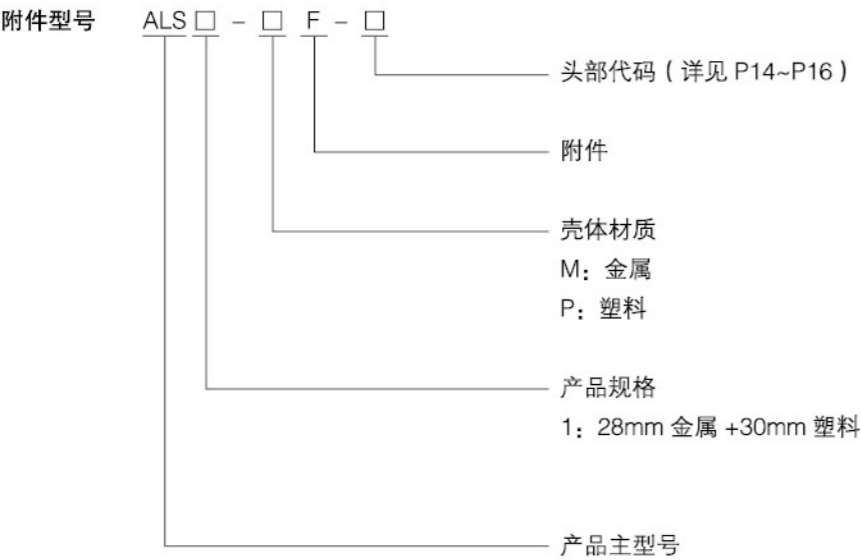 附件型号 ALS□ - □ F - □
头部代码（详见 P14~P16）
附件
壳体材质
M：金属
P：塑料
产品规格
1：28mm 金属 +30mm 塑料
产品主型号